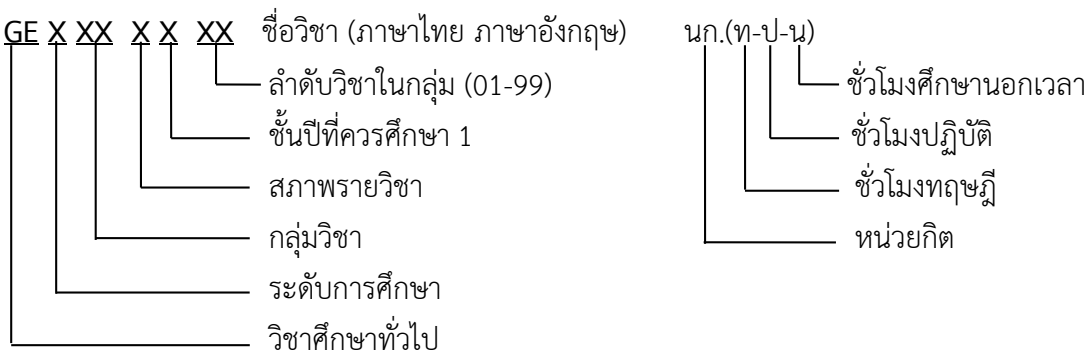 GE X XX X X XX ชื่อวิชา (ภาษาไทย ภาษาอังกฤษ) นก.(ท-ป-น)
ลำดับวิชาในกลุ่ม (01-99) ชั่วโมงศึกษานอกเวลา
ชั้นปีที่ควรศึกษา 1 ชั่วโมงปฏิบัติ
สภาพรายวิชา ชั่วโมงทฤษฎี
กลุ่มวิชา หน่วยกิต
ระดับการศึกษา
วิชาศึกษาทั่วไป